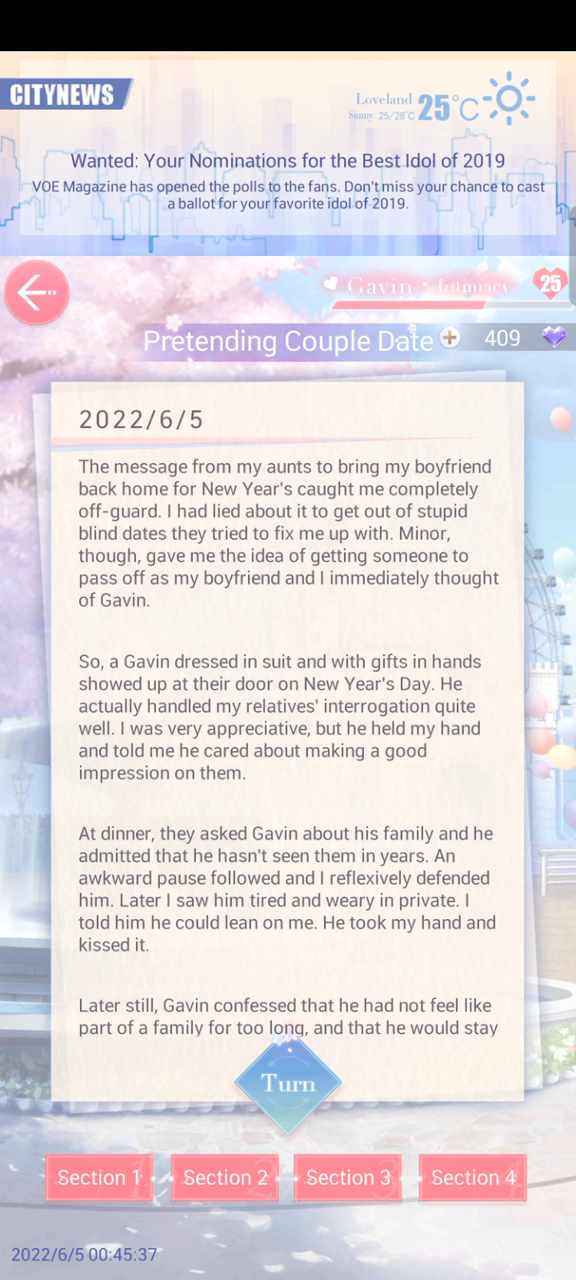 CITYNEWS
Loveland
Sunny 25/28°C
25°C
Wanted: Your Nominations for the Best Idol of 2019
VOE Magazine has opened the polls to the fans. Don't miss your chance to cast
a ballot for your favorite idol of 2019.
Gavin · Intimacy
25
Pretending Couple Date
409
2022/6/5
The message from my aunts to bring my boyfriend
back home for New Year's caught me completely
off-guard. I had lied about it to get out of stupid
blind dates they tried to fix me up with. Minor,
though, gave me the idea of getting someone to
pass off as my boyfriend and I immediately thought
of Gavin.
So, a Gavin dressed in suit and with gifts in hands
showed up at their door on New Year's Day. He
actually handled my relatives' interrogation quite
well. I was very appreciative, but he held my hand
and told me he cared about making a good
impression on them.
At dinner, they asked Gavin about his family and he
admitted that he hasn't seen them in years. An
awkward pause followed and I reflexively defended
him. Later I saw him tired and weary in private. I
told him he could lean on me. He took my hand and
kissed it.
Later still, Gavin confessed that he had not feel like
part of a family for too long, and that he would stay
Turn
Section 1
Section 2
Section 3
Section 4
2022/6/5 00:45:37